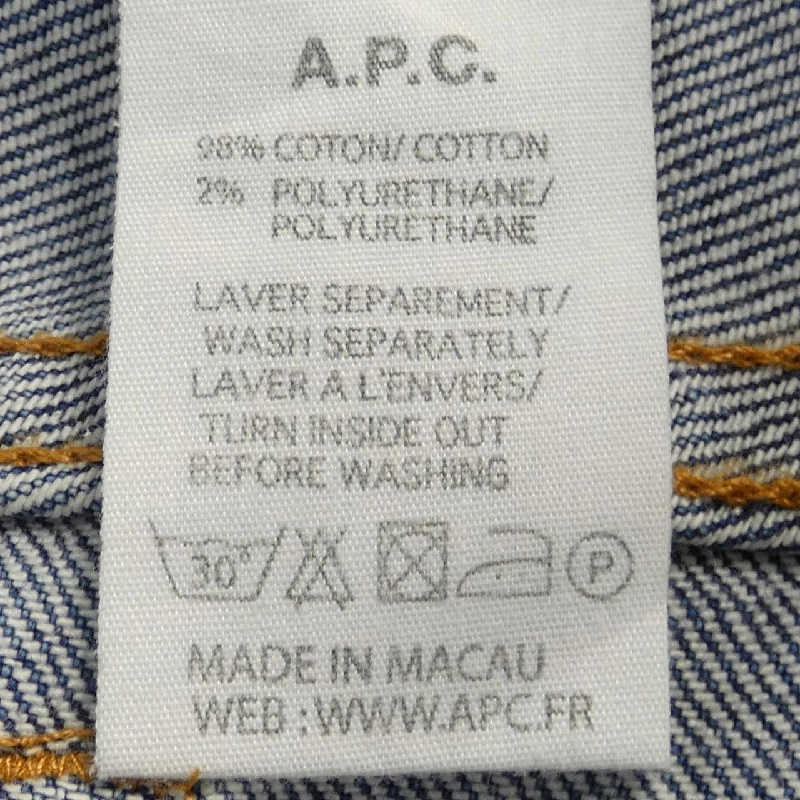 A.P.C.
98% COTON/ COTTON
2% POLYURETHANE/
POLYURETHANE
LAVER SEPAREMENT/
WASH SEPARATELY
LAVER A L'ENVERS/
TURN INSIDE OUT
BEFORE WASHING
30° P
MADE IN MACAU
WEB :WWW.APC.FR